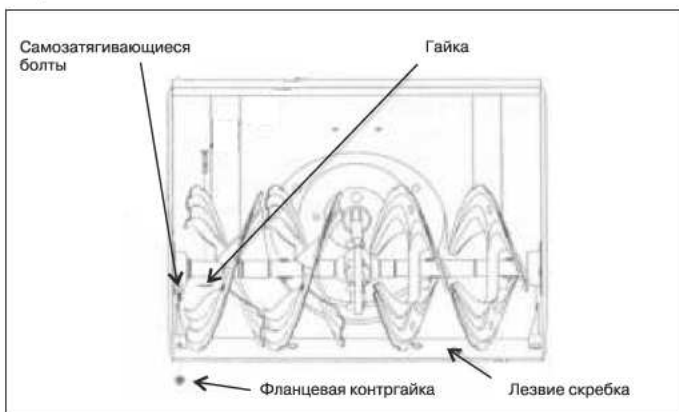 Самозатягивающиеся
болты
Гайка
Фланцевая контргайка
Лезвие скребка